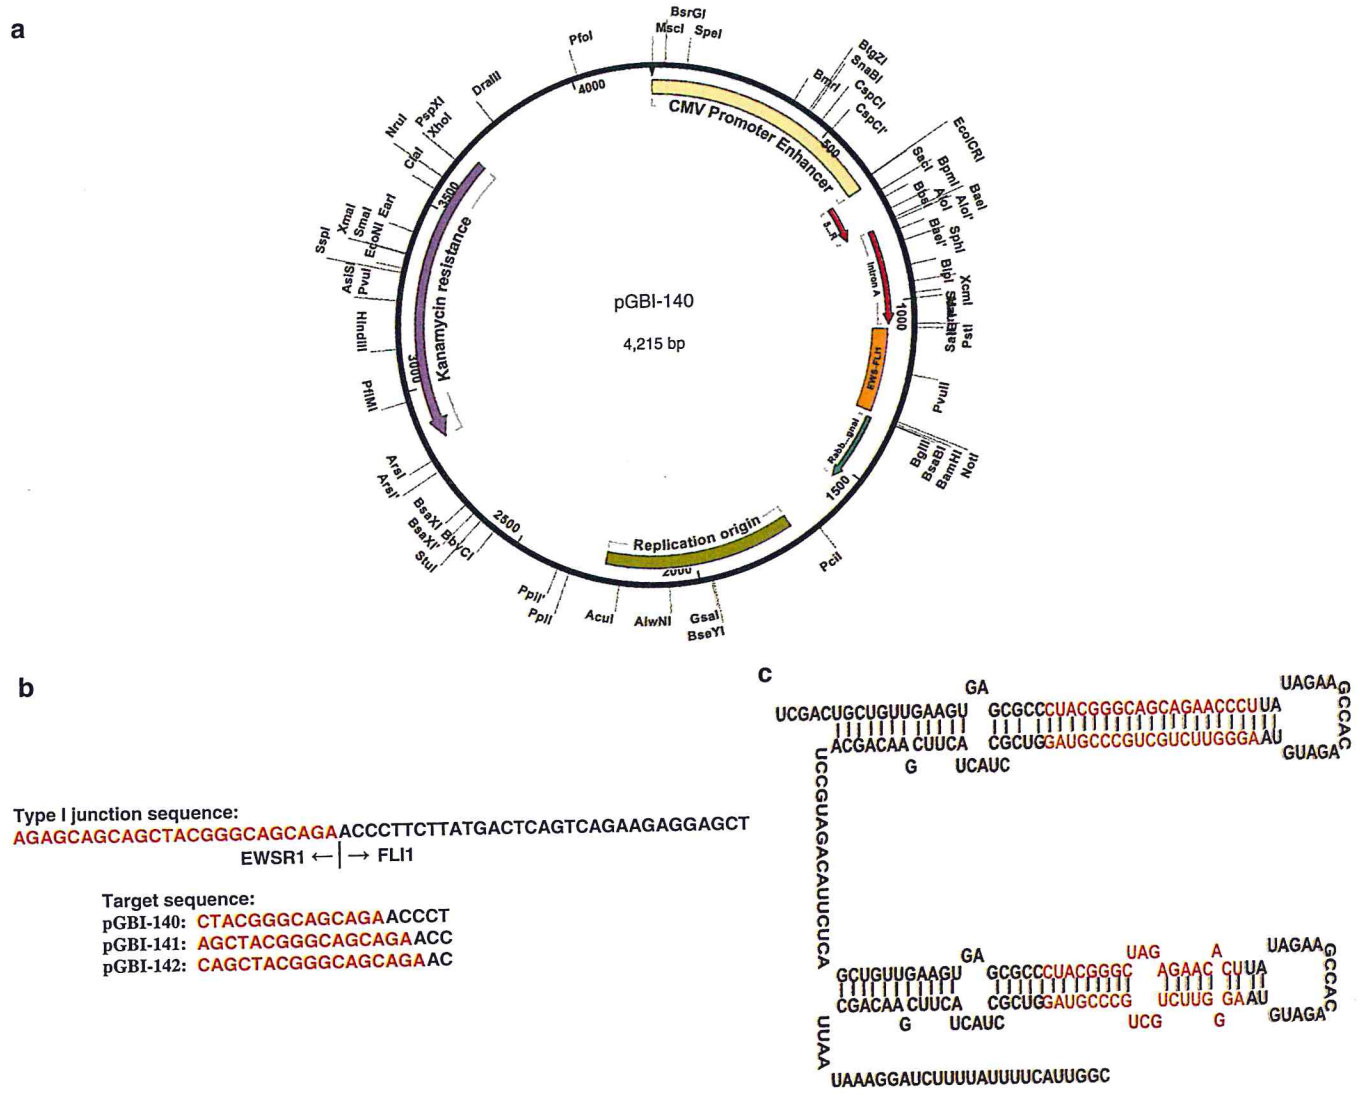 a
BsrGI
MscI SpeI
PfoI
DraIII
4000
CMV Promoter Enhancer
BmrI
BtgZI
SnaBI
CspCI
CspCI'
500
EcoICRI
SacI
BpmI
BaeI
BbsI
AloI
AloI'
BaeI'
SphI
BlpI
XcmI
SalI
PstI
1000
NruI
PspXI
XhoI
ClaI
3500
EarI
XmaI
SmaI
EcoNI
SspI
AsiSI
PvuI
HindIII
3000
PflMI
Kanamycin resistance
5...R
Intron A
pGBI-140
4,215 bp
EWS-FLI1
Rabb...gnal
PvuII
BglII
BsaBI
BamHI
NotI
1500
PciI
ArsI
ArsI'
BsaXI
BsaXI'
BbvCI
StuI
2500
Replication origin
2000
PpiI'
PpiI
AcuI
AlwNI
GsaI
BseYI
b
Type I junction sequence:
AGAGCAGCAGCTACGGGCAGCAGAACCCTTCTTATGACTCAGTCAGAAGAGGAGCT
EWSR1 ←|→ FLI1
Target sequence:
pGBI-140: CTACGGGCAGCAGAACCCT
pGBI-141: AGCTACGGGCAGCAGAACC
pGBI-142: CAGCTACGGGCAGCAGAAC
c
GA UAGAA
UCGACUGCUGUUGAAGU GCGCCCUACGGGCAGCAGAACCCUUA GCCAC
ACGACAA CUUCA CGCUGGAUGCCCGUCGUCUUGGGAAU GUAGA
G UCAUC
UCCGUAGACAUUCUCA
GA UAG A UAGAA
GCUGUUGAAGU GCGCCCUACGGGC AGAAC CUUA GCCAC
CGACAA CUUCA CGCUGGAUGCCCG UCUUG GAAU GUAGA
G UCAUC UCG G
UUAA
UAAAGGAUCUUUUAUUUUCAUUGGC